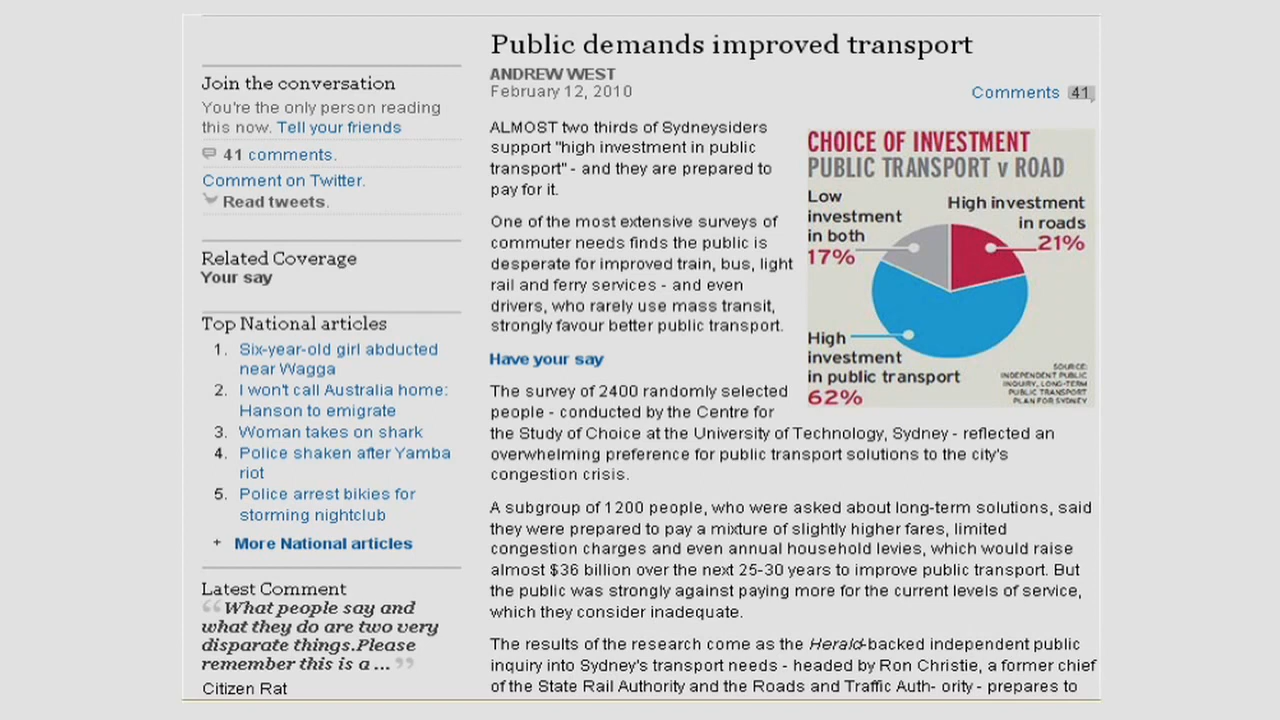 Public demands improved transport
ANDREW WEST
February 12, 2010
Comments 41
Join the conversation
You're the only person reading
this now. Tell your friends
41 comments.
Comment on Twitter.
Read tweets.
Related Coverage
Your say
Top National articles
1. Six-year-old girl abducted
near Wagga
2. I won't call Australia home:
Hanson to emigrate
3. Woman takes on shark
4. Police shaken after Yamba
riot
5. Police arrest bikies for
storming nightclub
+ More National articles
Latest Comment
“What people say and
what they do are two very
disparate things.Please
remember this is a ... ”
Citizen Rat
ALMOST two thirds of Sydneysiders
support "high investment in public
transport" - and they are prepared to
pay for it.
One of the most extensive surveys of
commuter needs finds the public is
desperate for improved train, bus, light
rail and ferry services - and even
drivers, who rarely use mass transit,
strongly favour better public transport.
Have your say
CHOICE OF INVESTMENT
PUBLIC TRANSPORT v ROAD
Low
investment
in both
17%
High investment
in roads
21%
High
investment
in public transport
62%
SOURCE:
INDEPENDENT PUBLIC
INQUIRY, LONG-TERM
PUBLIC TRANSPORT
PLAN FOR SYDNEY
The survey of 2400 randomly selected
people - conducted by the Centre for
the Study of Choice at the University of Technology, Sydney - reflected an
overwhelming preference for public transport solutions to the city's
congestion crisis.
A subgroup of 1200 people, who were asked about long-term solutions, said
they were prepared to pay a mixture of slightly higher fares, limited
congestion charges and even annual household levies, which would raise
almost $36 billion over the next 25-30 years to improve public transport. But
the public was strongly against paying more for the current levels of service,
which they consider inadequate.
The results of the research come as the Herald-backed independent public
inquiry into Sydney's transport needs - headed by Ron Christie, a former chief
of the State Rail Authority and the Roads and Traffic Auth- ority - prepares to